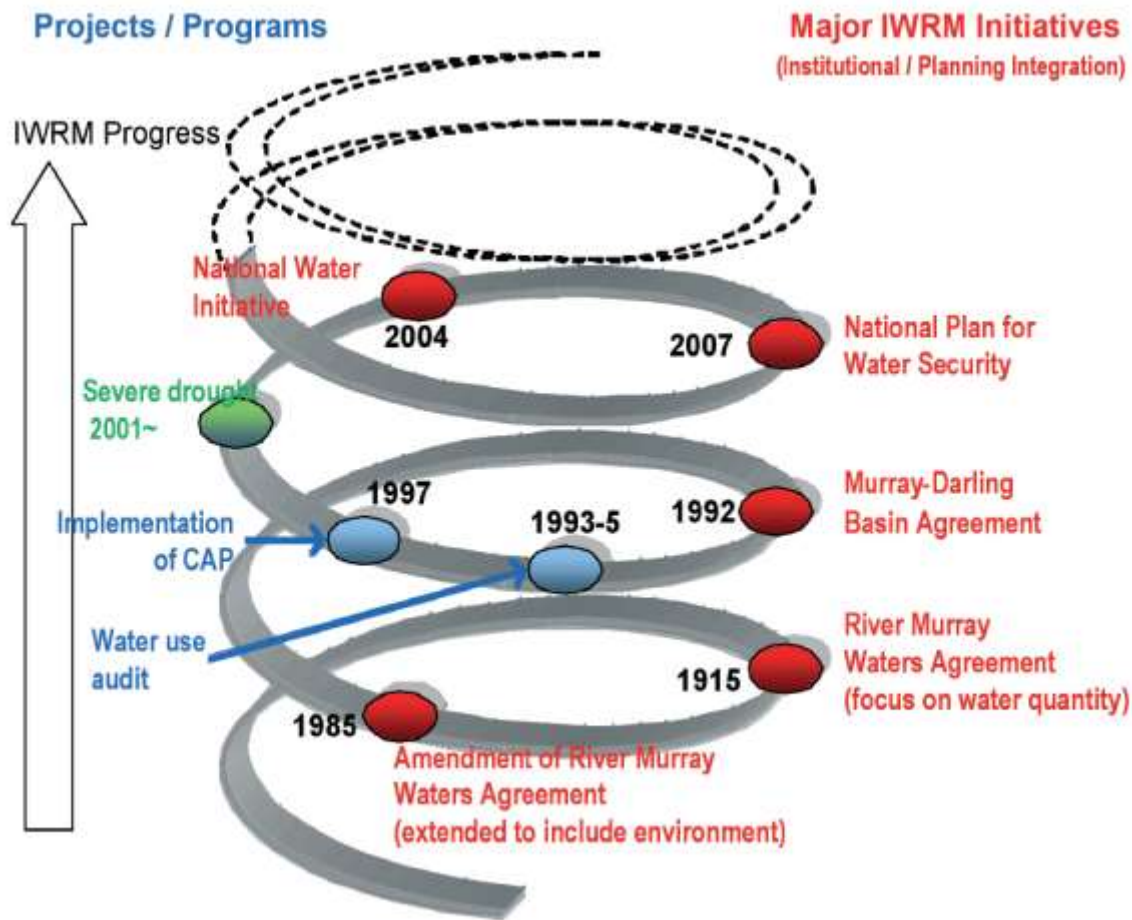 Projects / Programs
Major IWRM Initiatives
(Institutional / Planning Integration)
IWRM Progress
National Water
Initiative
2004
2007
National Plan for
Water Security
Severe drought
2001~
1997
1993-5
1992
Murray-Darling
Basin Agreement
Implementation
of CAP
Water use
audit
River Murray
Waters Agreement
(focus on water quantity)
1915
1985
Amendment of River Murray
Waters Agreement
(extended to include environment)